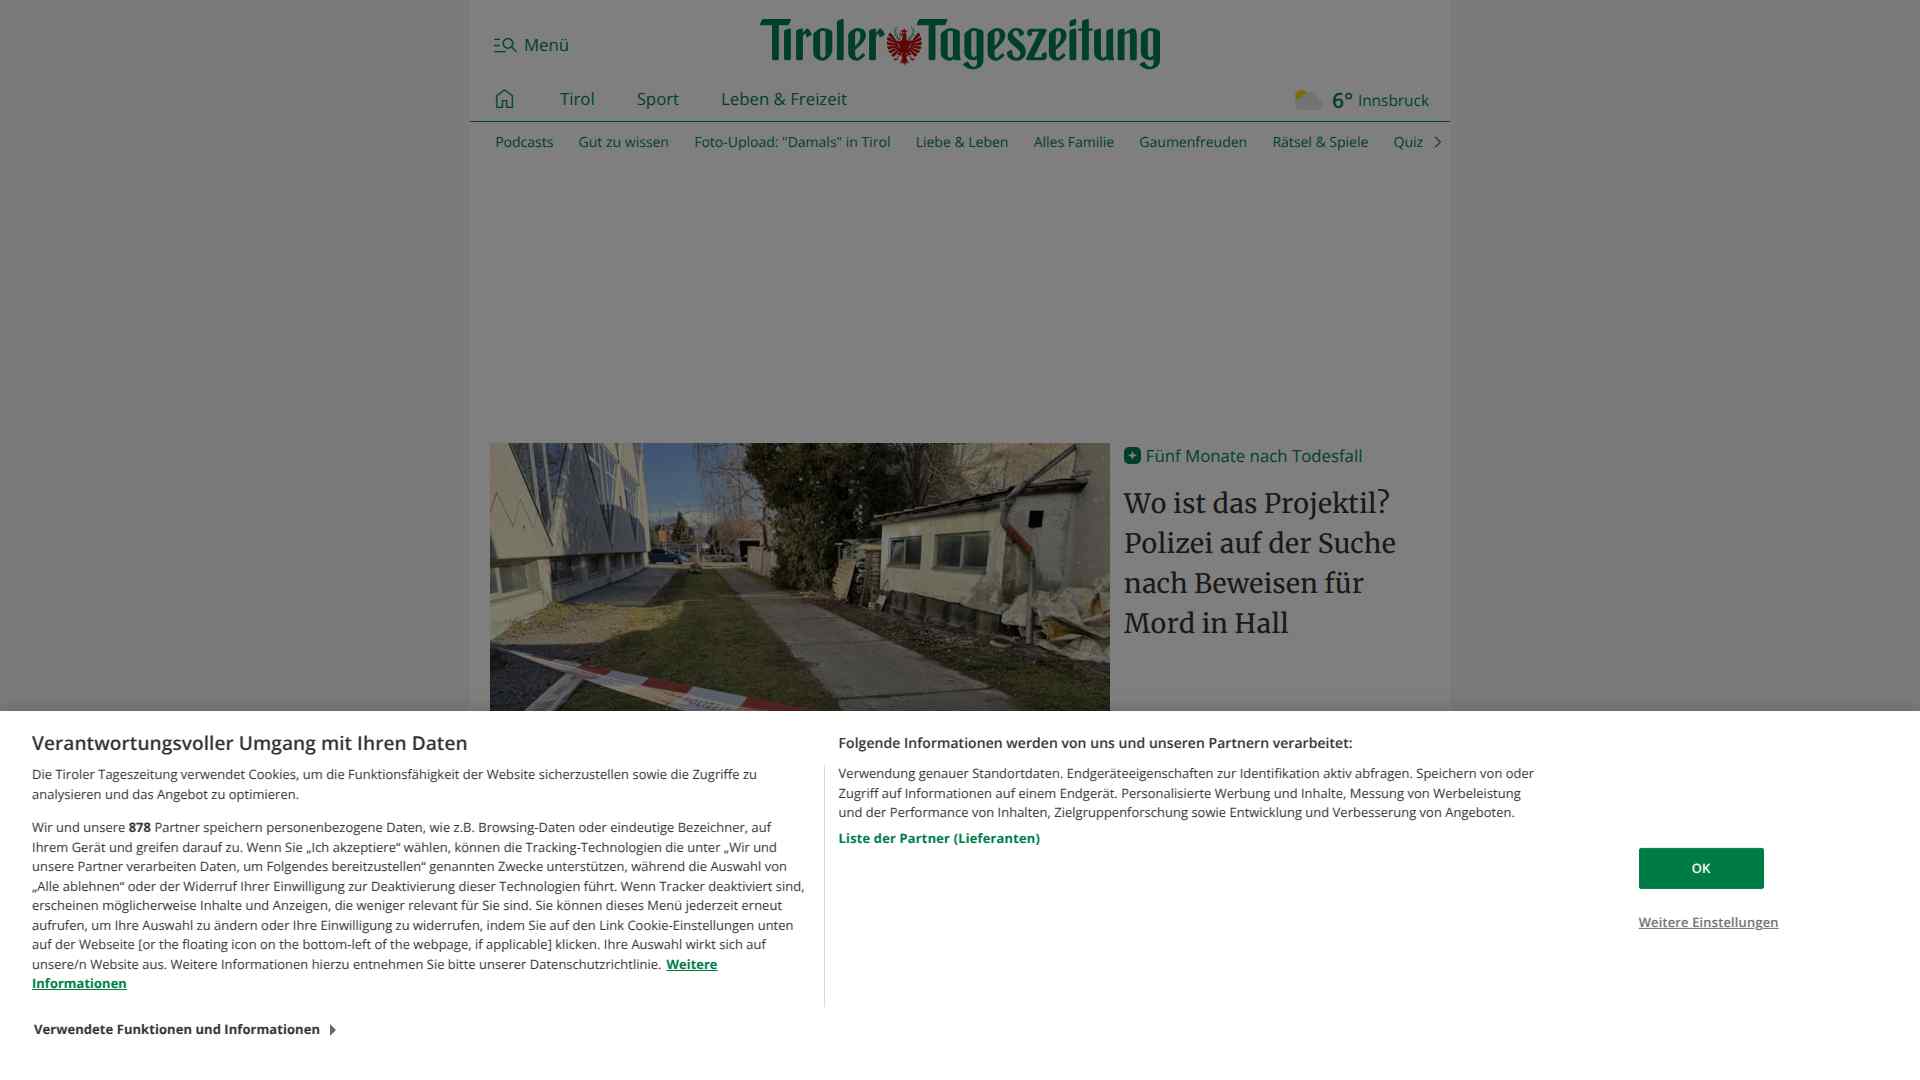 Menü
Tiroler Tageszeitung
Tirol
Sport
Leben & Freizeit
6° Innsbruck
Podcasts
Gut zu wissen
Foto-Upload: "Damals" in Tirol
Liebe & Leben
Alles Familie
Gaumenfreuden
Rätsel & Spiele
Quiz
Fünf Monate nach Todesfall
Wo ist das Projektil?
Polizei auf der Suche
nach Beweisen für
Mord in Hall
Verantwortungsvoller Umgang mit Ihren Daten
Die Tiroler Tageszeitung verwendet Cookies, um die Funktionsfähigkeit der Website sicherzustellen sowie die Zugriffe zu
analysieren und das Angebot zu optimieren.
Wir und unsere 878 Partner speichern personenbezogene Daten, wie z.B. Browsing-Daten oder eindeutige Bezeichner, auf
Ihrem Gerät und greifen darauf zu. Wenn Sie „Ich akzeptiere“ wählen, können die Tracking-Technologien die unter „Wir und
unsere Partner verarbeiten Daten, um Folgendes bereitzustellen“ genannten Zwecke unterstützen, während die Auswahl von
„Alle ablehnen“ oder der Widerruf Ihrer Einwilligung zur Deaktivierung dieser Technologien führt. Wenn Tracker deaktiviert sind,
erscheinen möglicherweise Inhalte und Anzeigen, die weniger relevant für Sie sind. Sie können dieses Menü jederzeit erneut
aufrufen, um Ihre Auswahl zu ändern oder Ihre Einwilligung zu widerrufen, indem Sie auf den Link Cookie-Einstellungen unten
auf der Webseite [or the floating icon on the bottom-left of the webpage, if applicable] klicken. Ihre Auswahl wirkt sich auf
unsere/n Website aus. Weitere Informationen hierzu entnehmen Sie bitte unserer Datenschutzrichtlinie. Weitere
Informationen
Verwendete Funktionen und Informationen
Folgende Informationen werden von uns und unseren Partnern verarbeitet:
Verwendung genauer Standortdaten. Endgeräteeigenschaften zur Identifikation aktiv abfragen. Speichern von oder
Zugriff auf Informationen auf einem Endgerät. Personalisierte Werbung und Inhalte, Messung von Werbeleistung
und der Performance von Inhalten, Zielgruppenforschung sowie Entwicklung und Verbesserung von Angeboten.
Liste der Partner (Lieferanten)
OK
Weitere Einstellungen